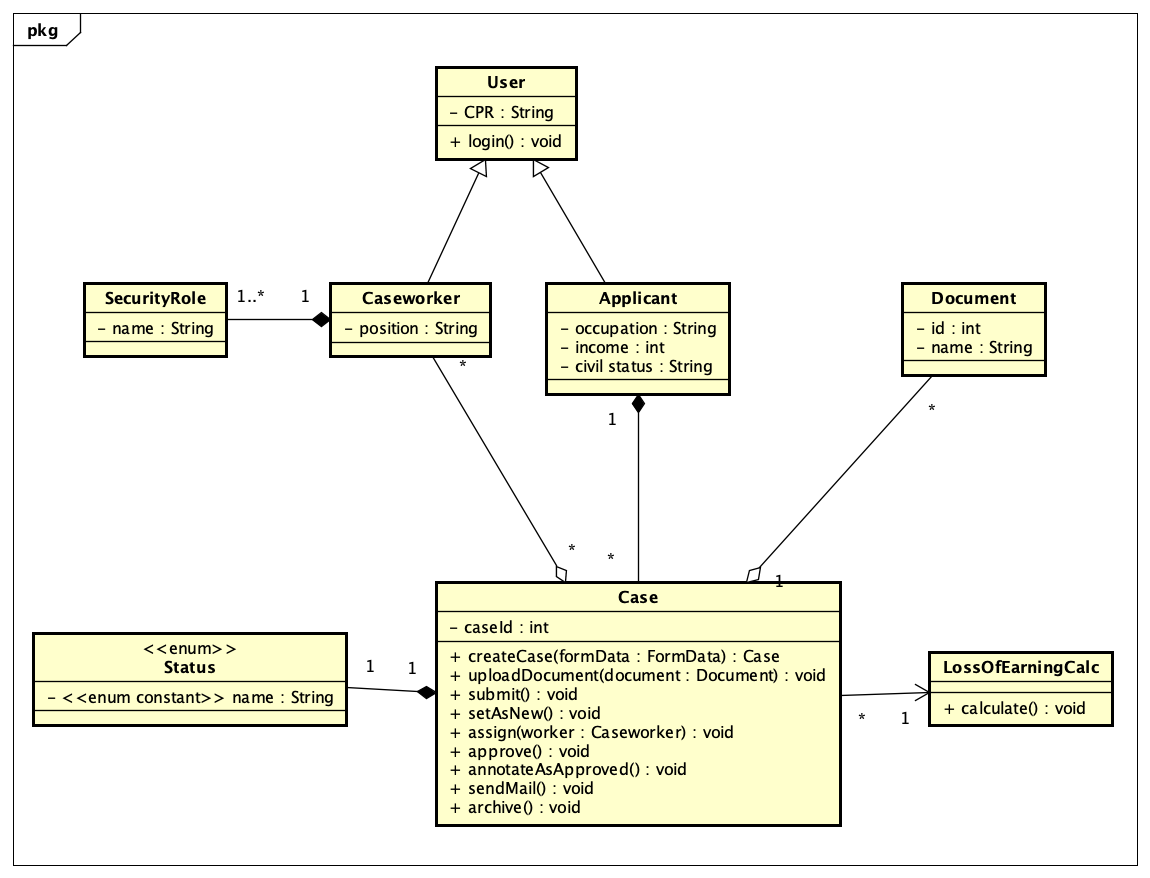 pkg
User
- CPR : String
+ login() : void
SecurityRole
- name : String
1..*
1
Caseworker
- position : String
*
Applicant
- occupation : String
- income : int
- civil status : String
1
Document
- id : int
- name : String
*
*
*
1
Case
- caseId : int
+ createCase(formData : FormData) : Case
+ uploadDocument(document : Document) : void
+ submit() : void
+ setAsNew() : void
+ assign(worker : Caseworker) : void
+ approve() : void
+ annotateAsApproved() : void
+ sendMail() : void
+ archive() : void
<<enum>>
Status
- <<enum constant>> name : String
1
1
LossOfEarningCalc
+ calculate() : void
*
1